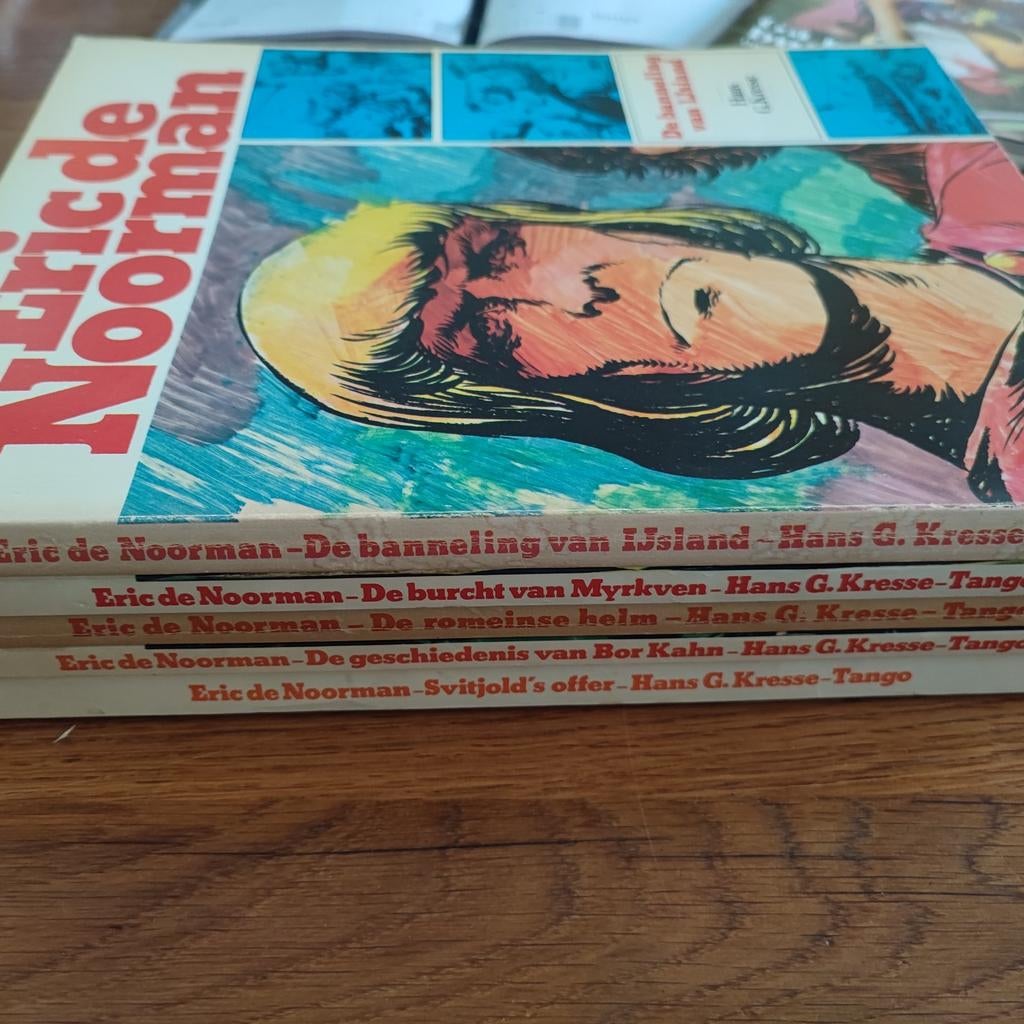 Eric de
Noorman
De banneling
van IJsland
Hans
G.Kresse
Eric de Noorman – De banneling van IJsland – Hans G. Kresse
Eric de Noorman – De burcht van Myrkven – Hans G. Kresse – Tango
Eric de Noorman – De romeinse helm – Hans G. Kresse – Tango
Eric de Noorman – De geschiedenis van Bor Kahn – Hans G. Kresse – Tango
Eric de Noorman – Svitjold's offer – Hans G. Kresse – Tango